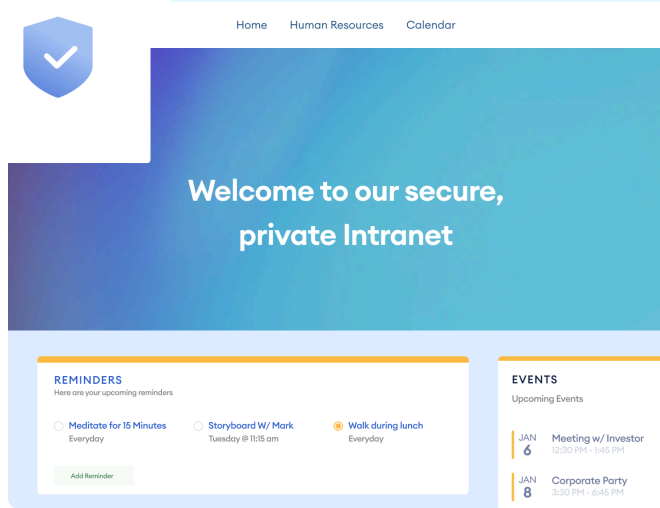 Home Human Resources Calendar
Welcome to our secure,
private Intranet
REMINDERS
Here are your upcoming reminders
Meditate for 15 Minutes
Everyday
Storyboard W/ Mark
Tuesday @ 11:15 am
Walk during lunch
Everyday
Add Reminder
EVENTS
Upcoming Events
JAN
6
Meeting w/ Investor
12:30 PM - 1:45 PM
JAN
8
Corporate Party
3:30 PM - 6:45 PM